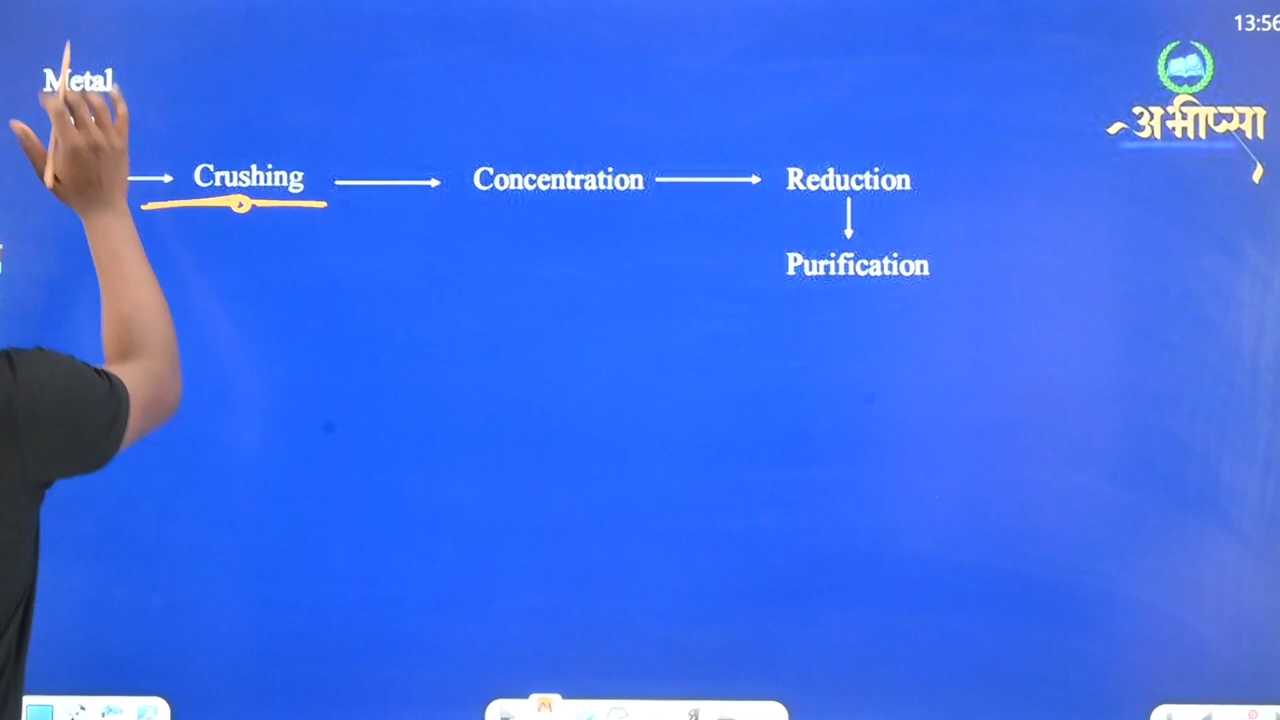 13:56
Metal
अभीप्सा
Crushing → Concentration → Reduction
↓
Purification